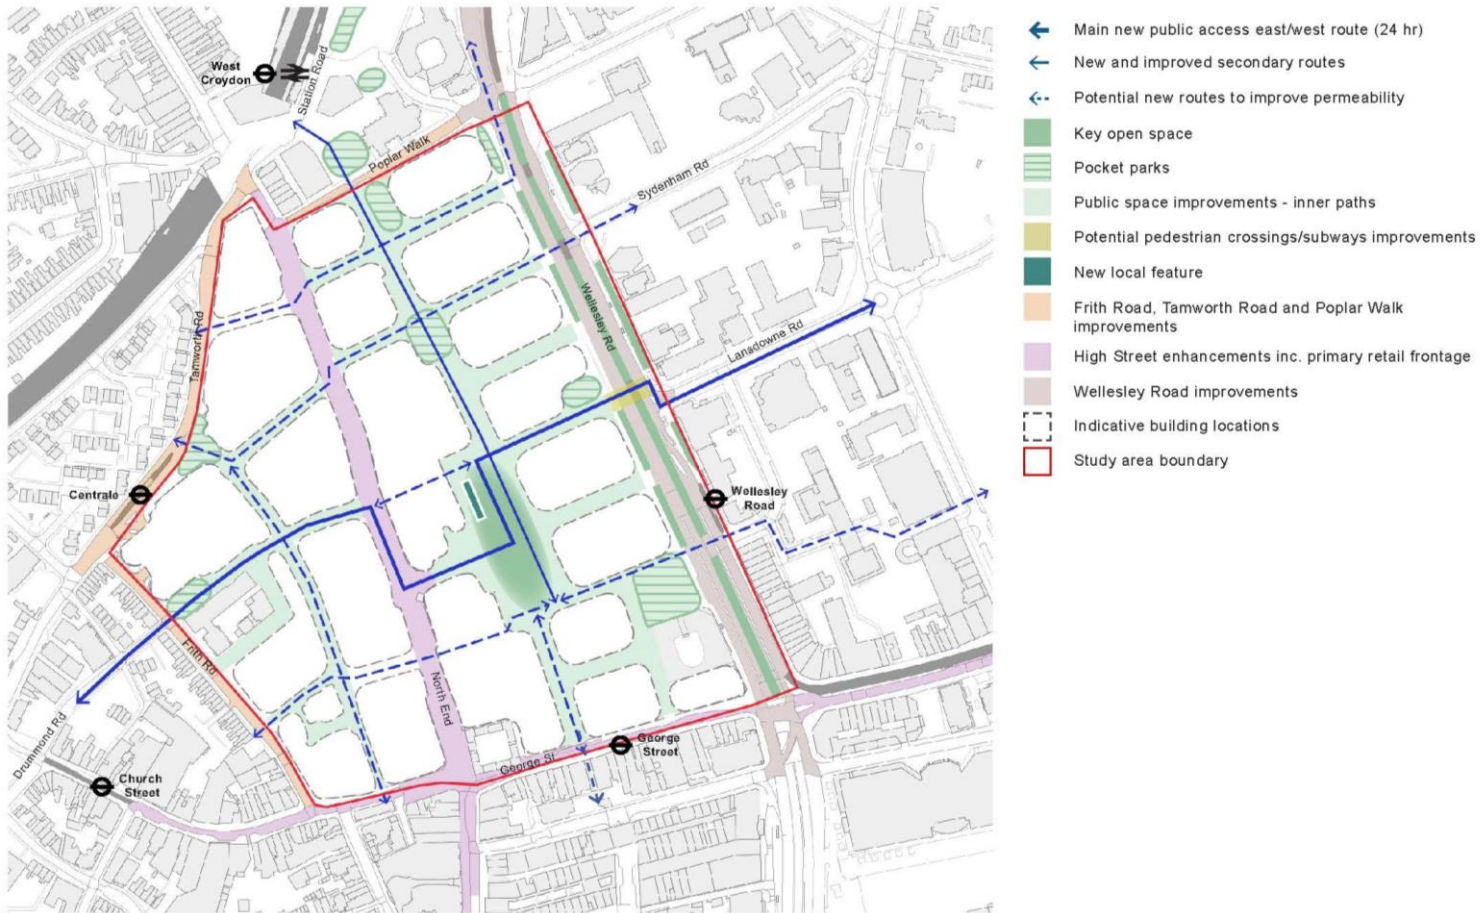 West
Croydon
Station Road
Poplar Walk
Sydenham Rd
Wellesley Rd
Lansdowne Rd
Tamworth Rd
Centrale
Wellesley
Road
Frith Rd
North End
Drummond Rd
George St
George
Street
Church
Street
Main new public access east/west route (24 hr)
New and improved secondary routes
Potential new routes to improve permeability
Key open space
Pocket parks
Public space improvements - inner paths
Potential pedestrian crossings/subways improvements
New local feature
Frith Road, Tamworth Road and Poplar Walk
improvements
High Street enhancements inc. primary retail frontage
Wellesley Road improvements
Indicative building locations
Study area boundary